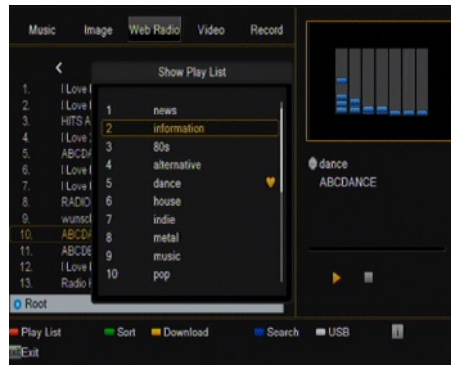 Music Image Web Radio Video Record
Show Play List
1. I Love
2. I Love
3. HITS A
4. I Love
5. ABCDA
6. I Love
7. I Love
8. RADIO
9. wunscl
10. ABCDA
11. ABCDE
12. I Love
13. Radio
1 news
2 information
3 80s
4 alternative
5 dance
6 house
7 indie
8 metal
9 music
10 pop
dance
ABCDANCE
Root
Play List Sort Download Search USB i
Exit